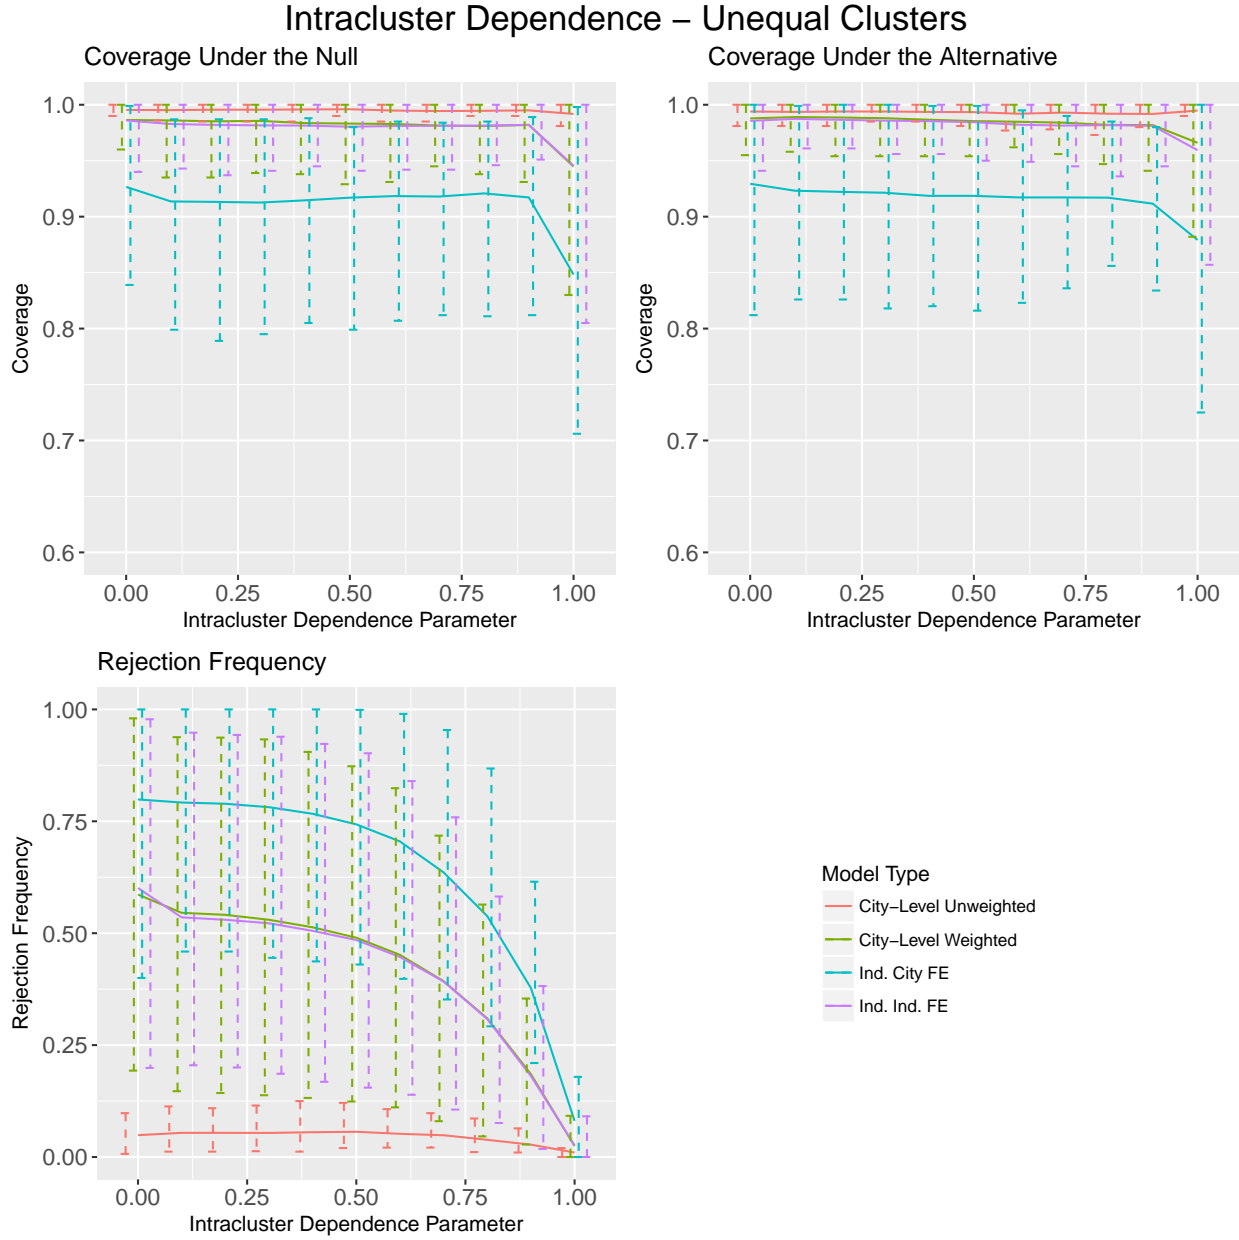 Intracluster Dependence – Unequal Clusters
Coverage Under the Null
Coverage
1.0
0.9
0.8
0.7
0.6
0.00 0.25 0.50 0.75 1.00
Intracluster Dependence Parameter
Coverage Under the Alternative
Coverage
1.0
0.9
0.8
0.7
0.6
0.00 0.25 0.50 0.75 1.00
Intracluster Dependence Parameter
Rejection Frequency
Rejection Frequency
1.00
0.75
0.50
0.25
0.00
0.00 0.25 0.50 0.75 1.00
Intracluster Dependence Parameter
Model Type
City–Level Unweighted
City–Level Weighted
Ind. City FE
Ind. Ind. FE